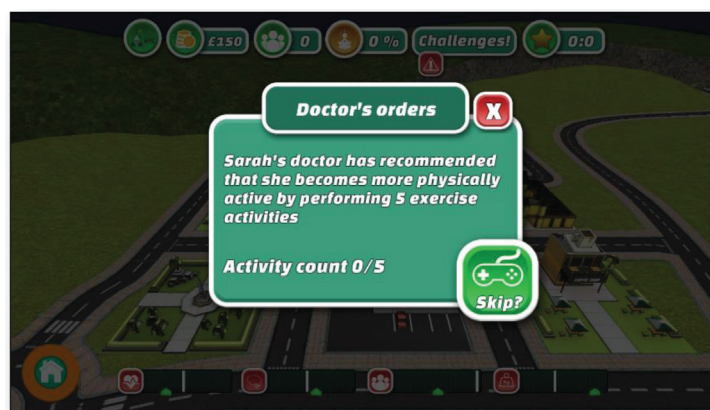 £150
0
0 %
Challenges!
0:0
Doctor's orders
X
Sarah's doctor has recommended
that she becomes more physically
active by performing 5 exercise
activities
Activity count 0/5
Skip?